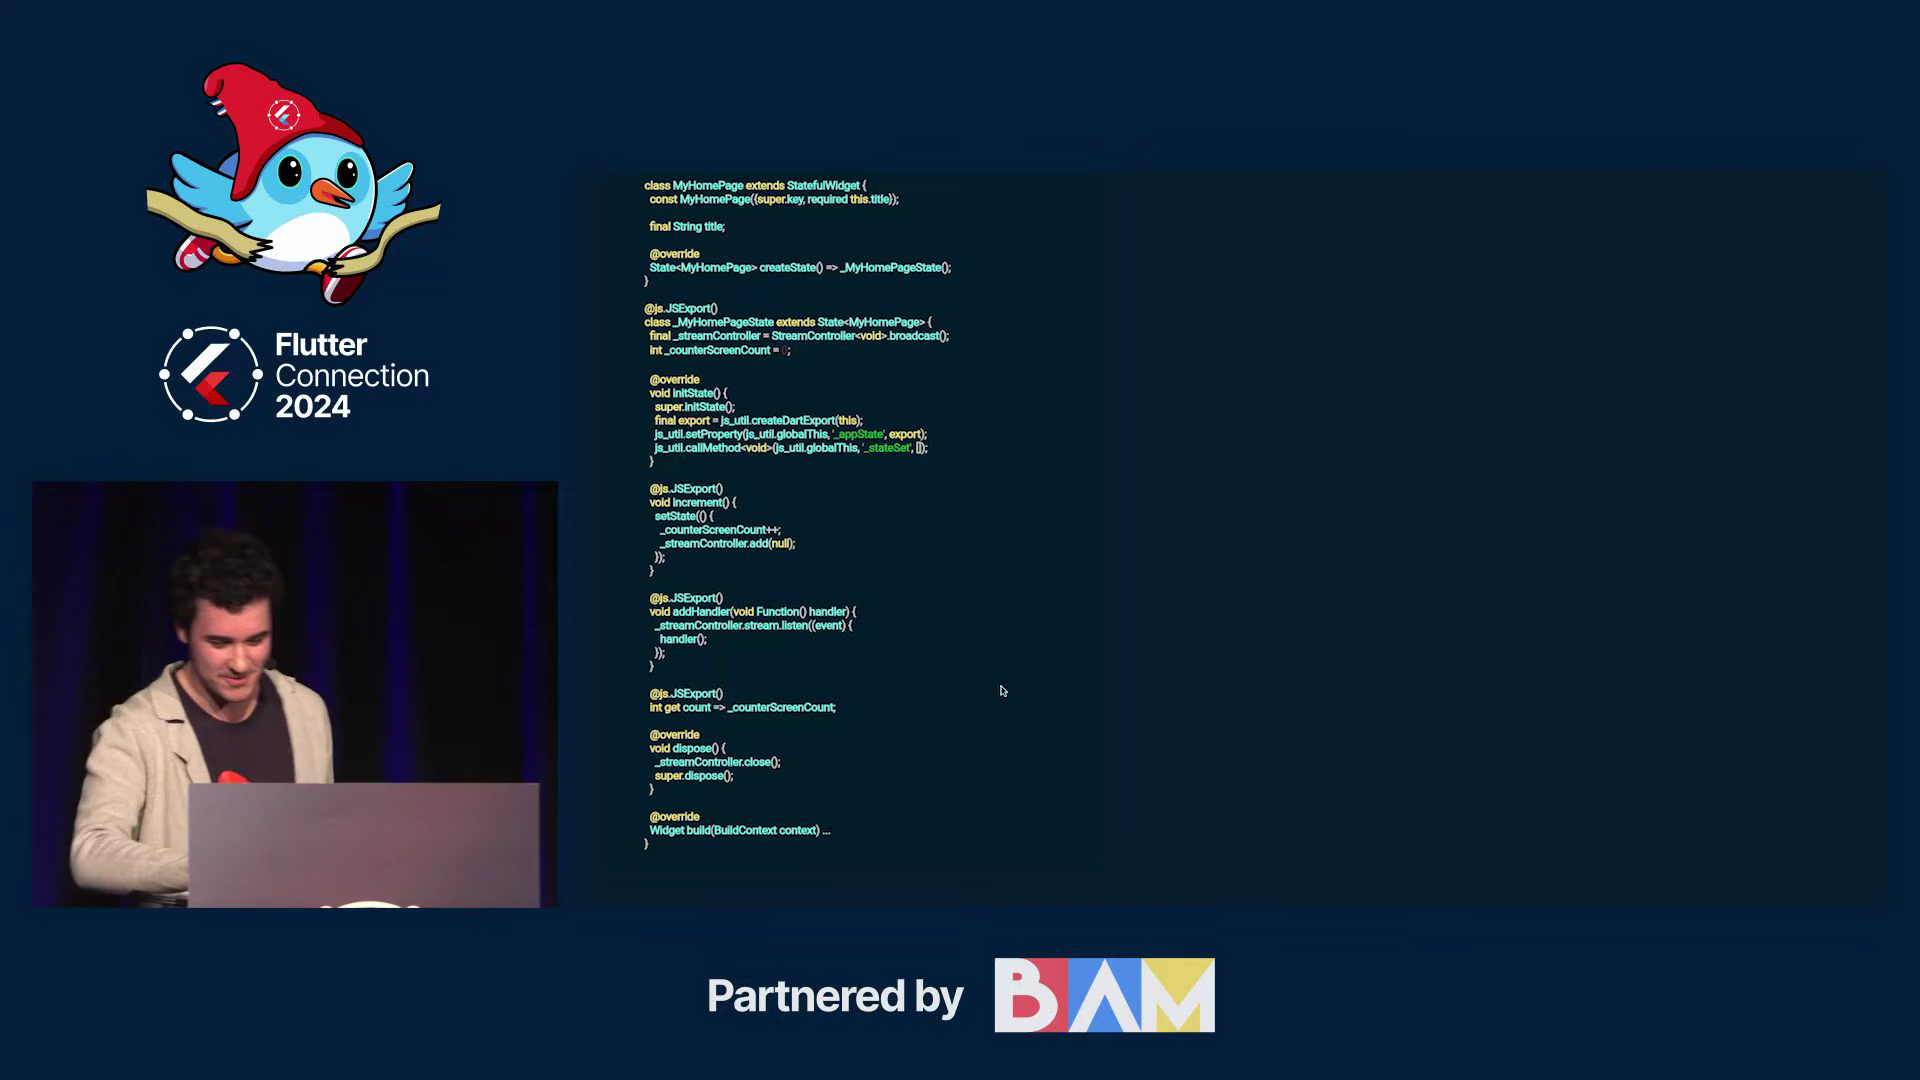 Flutter
Connection
2024
class MyHomePage extends StatefulWidget {
const MyHomePage({super.key, required this.title});
final String title;
@override
State<MyHomePage> createState() => _MyHomePageState();
}
@js.JSExport()
class _MyHomePageState extends State<MyHomePage> {
final _streamController = StreamController<void>.broadcast();
int _counterScreenCount = 0;
@override
void initState() {
super.initState();
final export = js_util.createDartExport(this);
js_util.setProperty(js_util.globalThis, '_appState', export);
js_util.callMethod<void>(js_util.globalThis, '_stateSet', []);
}
@js.JSExport()
void increment() {
setState(() {
_counterScreenCount++;
_streamController.add(null);
});
}
@js.JSExport()
void addHandler(void Function() handler) {
_streamController.stream.listen((event) {
handler();
});
}
@js.JSExport()
int get count => _counterScreenCount;
@override
void dispose() {
_streamController.close();
super.dispose();
}
@override
Widget build(BuildContext context) ...
}
Partnered by BAM